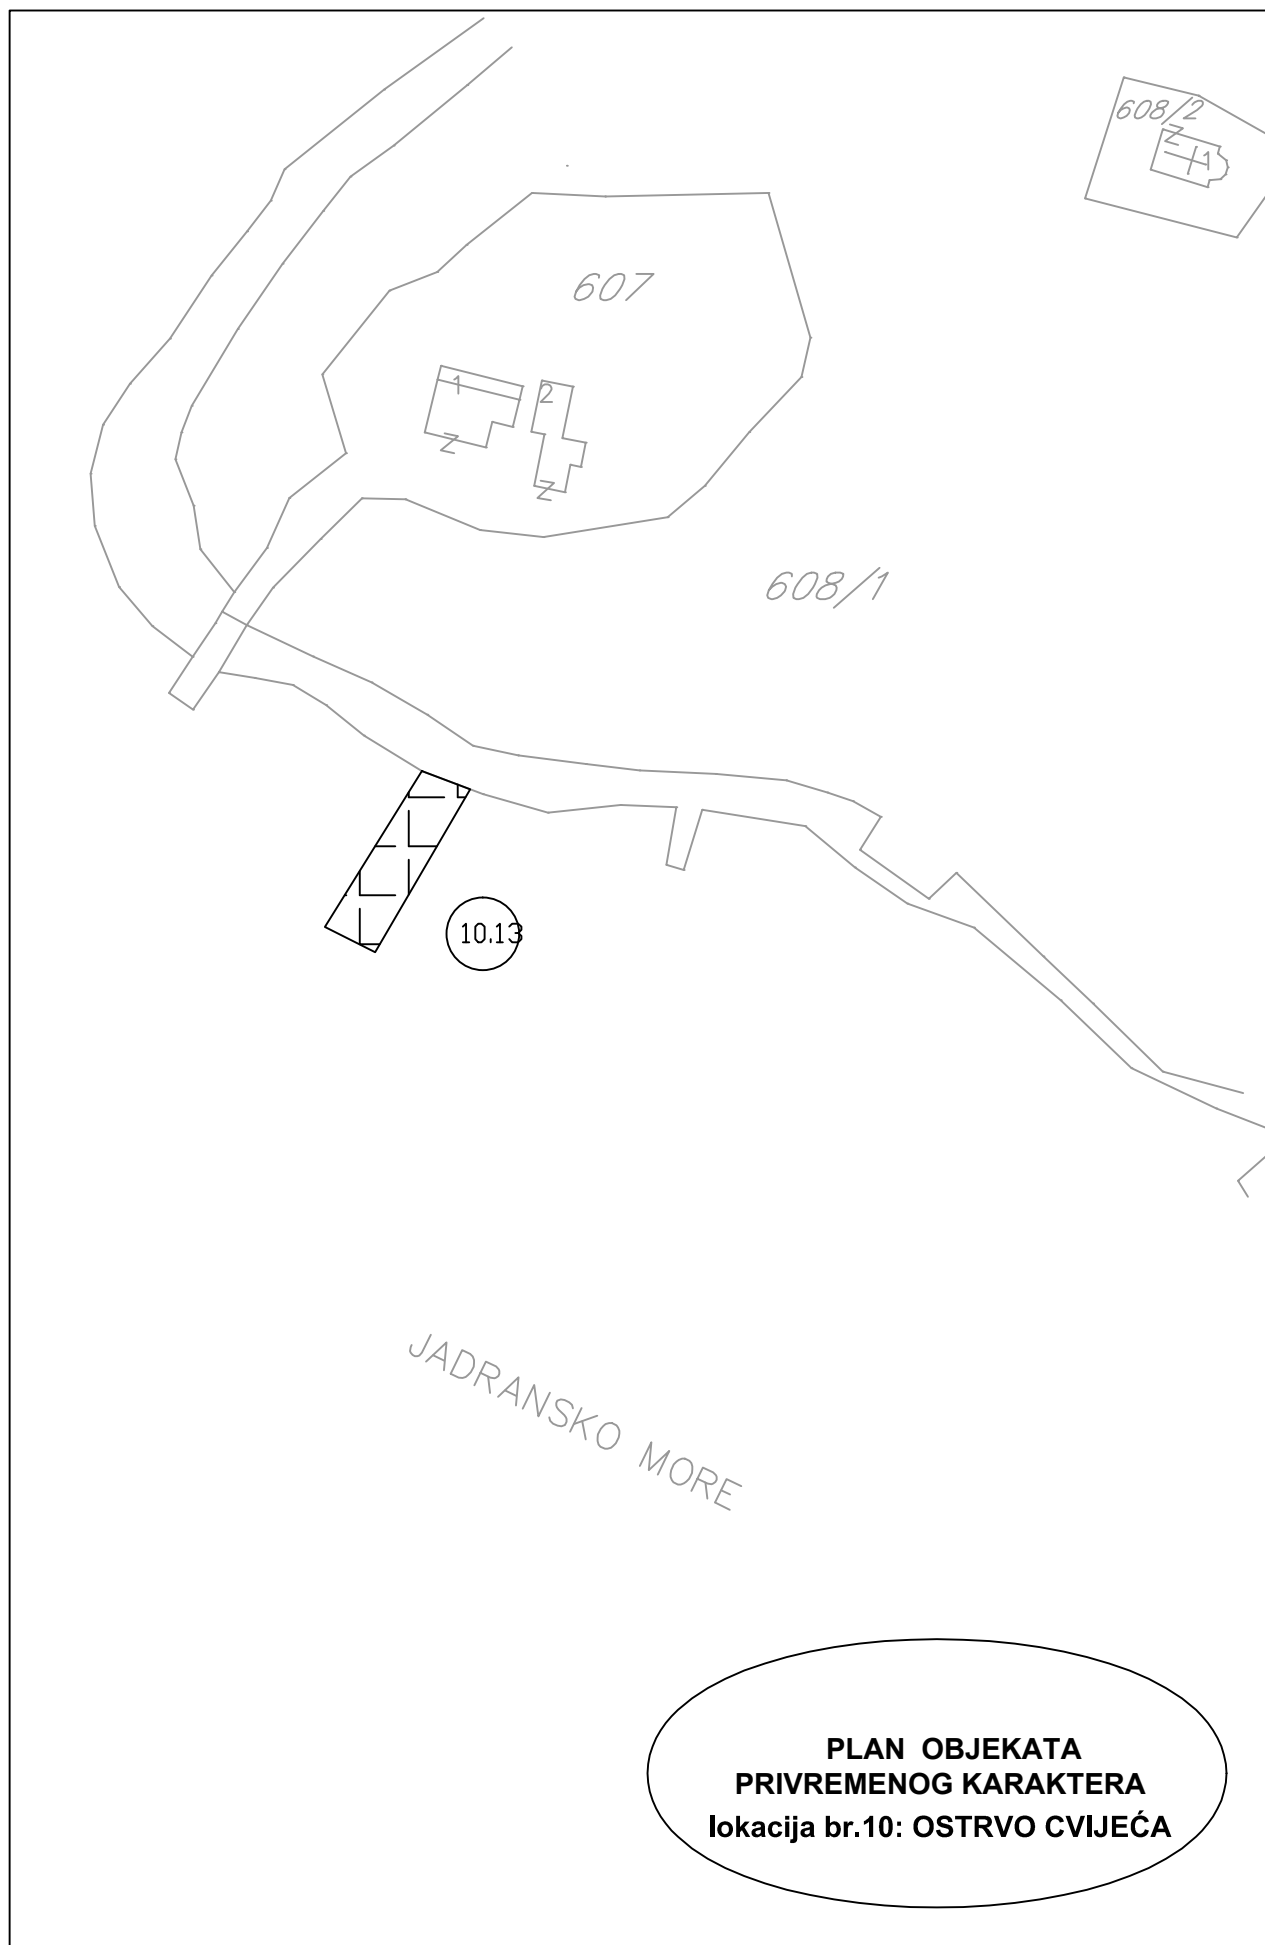 608/2
Z
1
607
1
2
Z
Z
608/1
10.13
JADRANSKO MORE
PLAN OBJEKATA
PRIVREMENOG KARAKTERA
lokacija br.10: OSTRVO CVIJEĆA